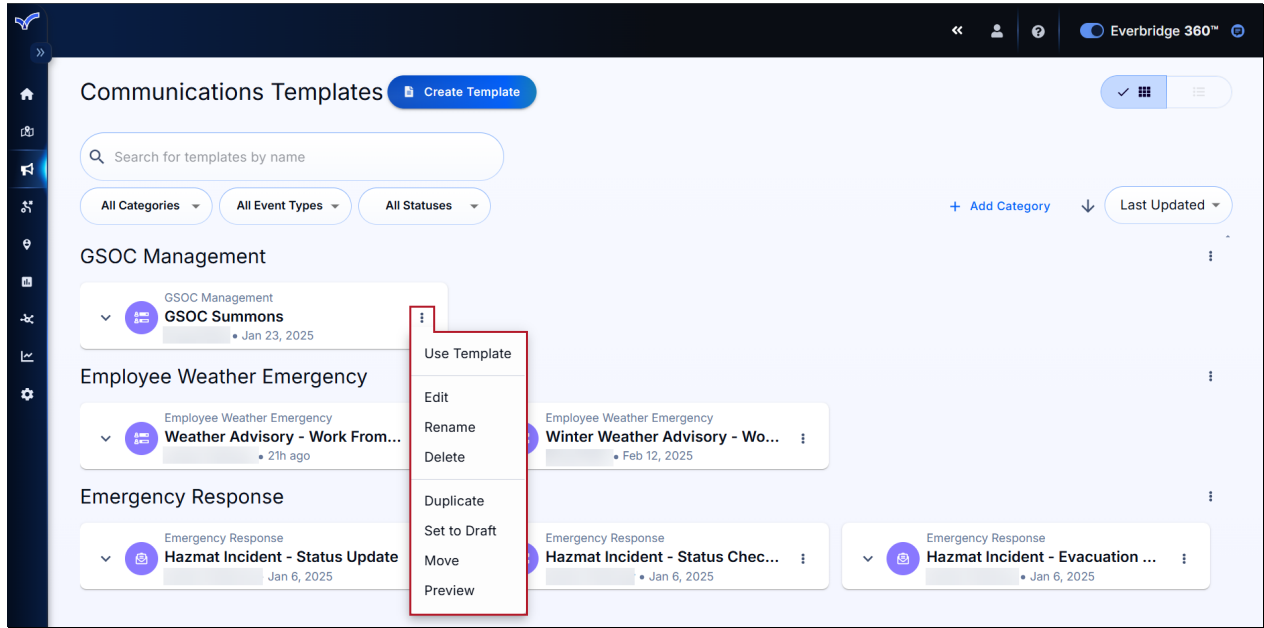 Everbridge 360™
Communications Templates
Create Template
Search for templates by name
All Categories
All Event Types
All Statuses
+ Add Category
Last Updated
GSOC Management
GSOC Management
GSOC Summons
• Jan 23, 2025
Use Template
Edit
Rename
Delete
Duplicate
Set to Draft
Move
Preview
Employee Weather Emergency
Employee Weather Emergency
Weather Advisory - Work From...
• 21h ago
Employee Weather Emergency
Winter Weather Advisory - Wo...
• Feb 12, 2025
Emergency Response
Emergency Response
Hazmat Incident - Status Update
Jan 6, 2025
Emergency Response
Hazmat Incident - Status Chec...
• Jan 6, 2025
Emergency Response
Hazmat Incident - Evacuation ...
• Jan 6, 2025